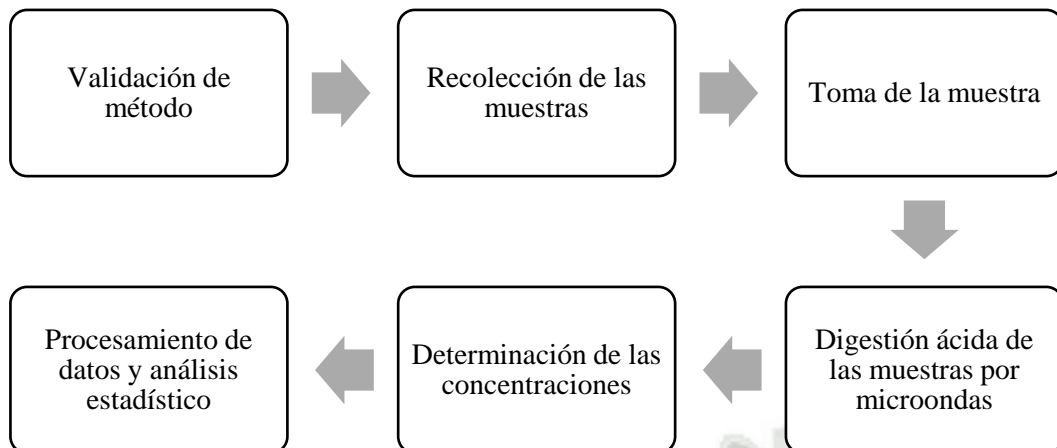 Validación de
método
Recolección de las
muestras
Toma de la muestra
Digestión ácida de
las muestras por
microondas
Determinación de las
concentraciones
Procesamiento de
datos y análisis
estadístico